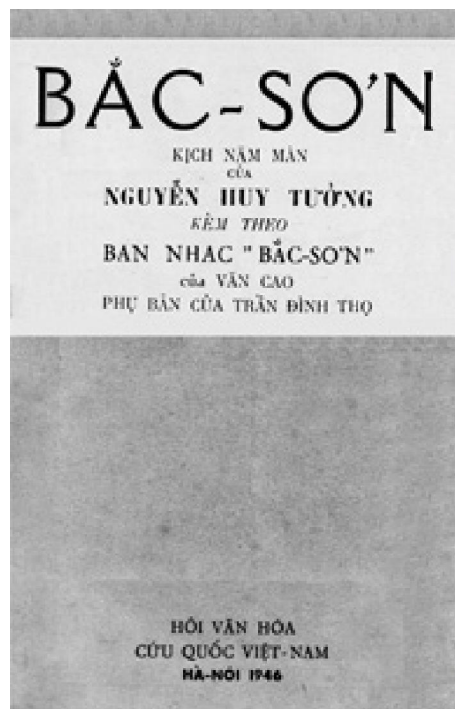 BẮC-SƠN
KỊCH NĂM MÀN
CỦA
NGUYỄN HUY TƯỞNG
KÈM THEO
BẢN NHẠC "BẮC-SƠN"
của VĂN CAO
PHỤ BẢN CỦA TRẦN ĐÌNH THỌ
HỘI VĂN HÓA
CỨU QUỐC VIỆT-NAM
HÀ-NỘI 1946